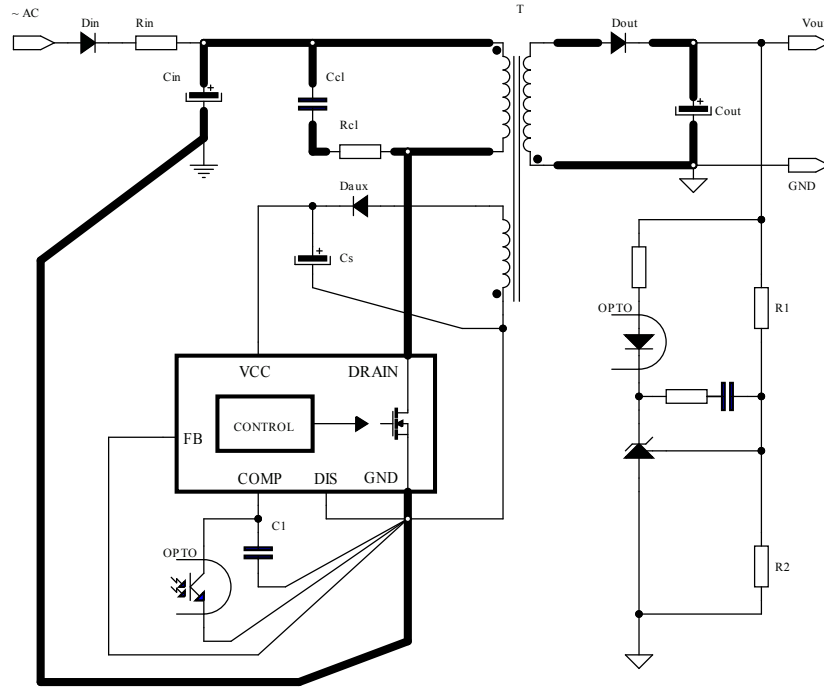 T
~ AC
Din
Rin
Dout
Vou
Cin
+
Ccl
+
Cout
Rcl
GND
Daux
+
Cs
OPTO
R1
VCC
DRAIN
CONTROL
FB
COMP
DIS
GND
C1
OPTO
R2